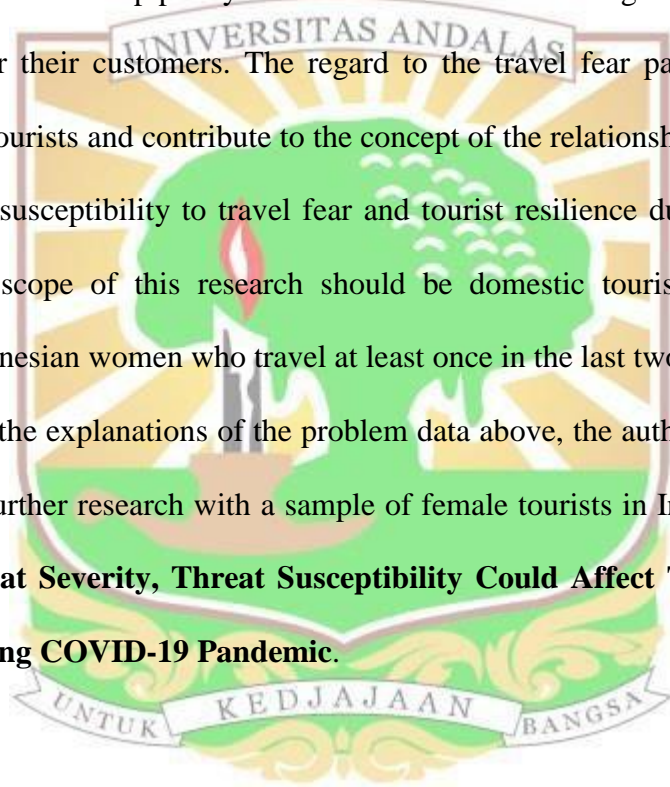 UNIVERSITAS ANDALAS
r their customers. The regard to the travel fear pa
ourists and contribute to the concept of the relationsh
susceptibility to travel fear and tourist resilience du
scope of this research should be domestic touris
nesian women who travel at least once in the last two
the explanations of the problem data above, the auth
urther research with a sample of female tourists in I
at Severity, Threat Susceptibility Could Affect T
ng COVID-19 Pandemic.
UNTUK KEDJAJAAN BANGSA